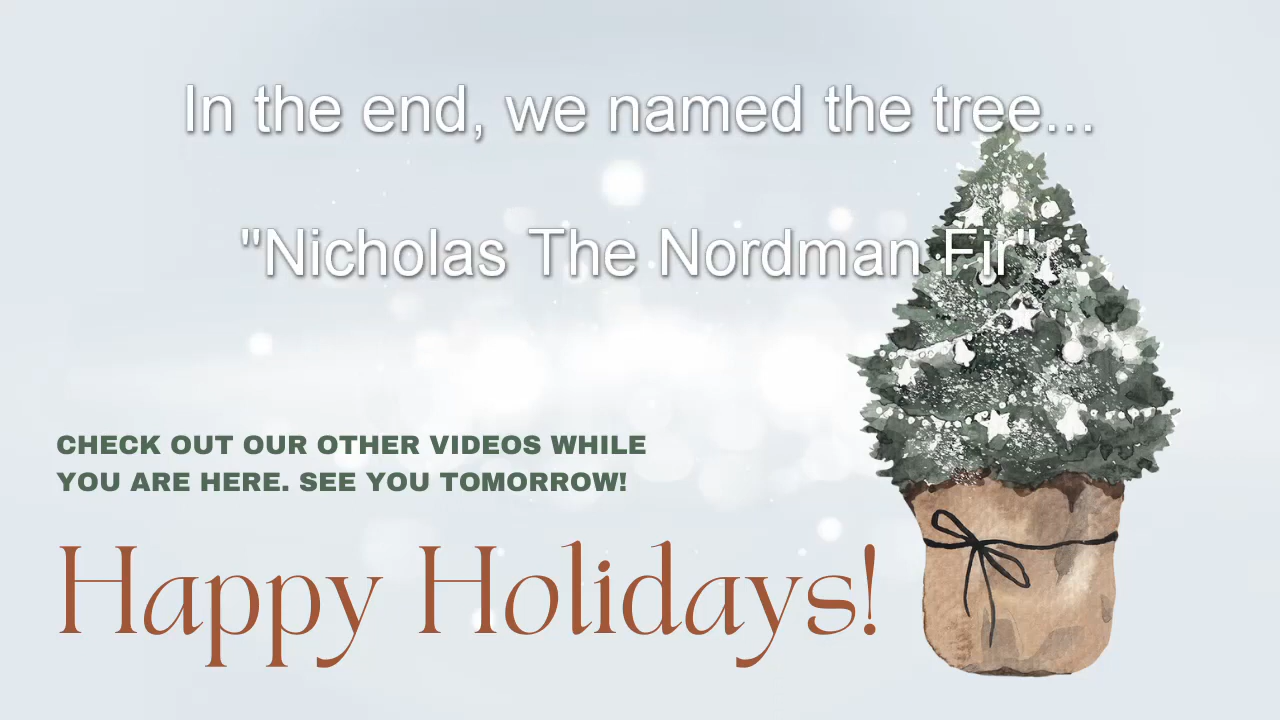 In the end, we named the tree...
"Nicholas The Nordman Fir".
CHECK OUT OUR OTHER VIDEOS WHILE
YOU ARE HERE. SEE YOU TOMORROW!
Happy Holidays!